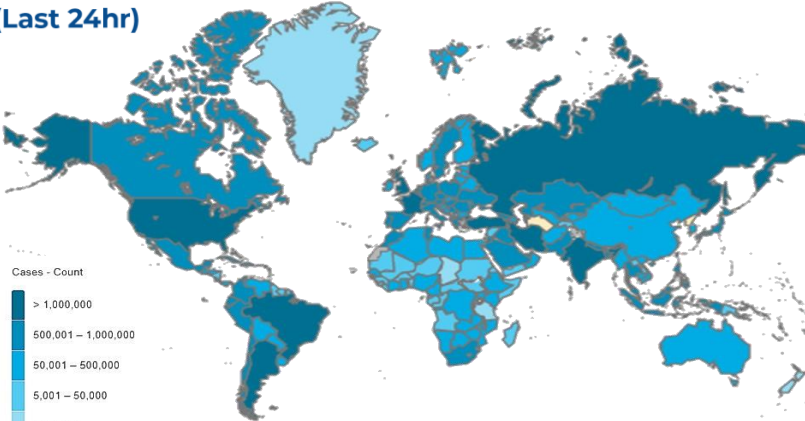 (Last 24hr)
Cases - Count
> 1,000,000
500,001 – 1,000,000
50,001 – 500,000
5,001 – 50,000